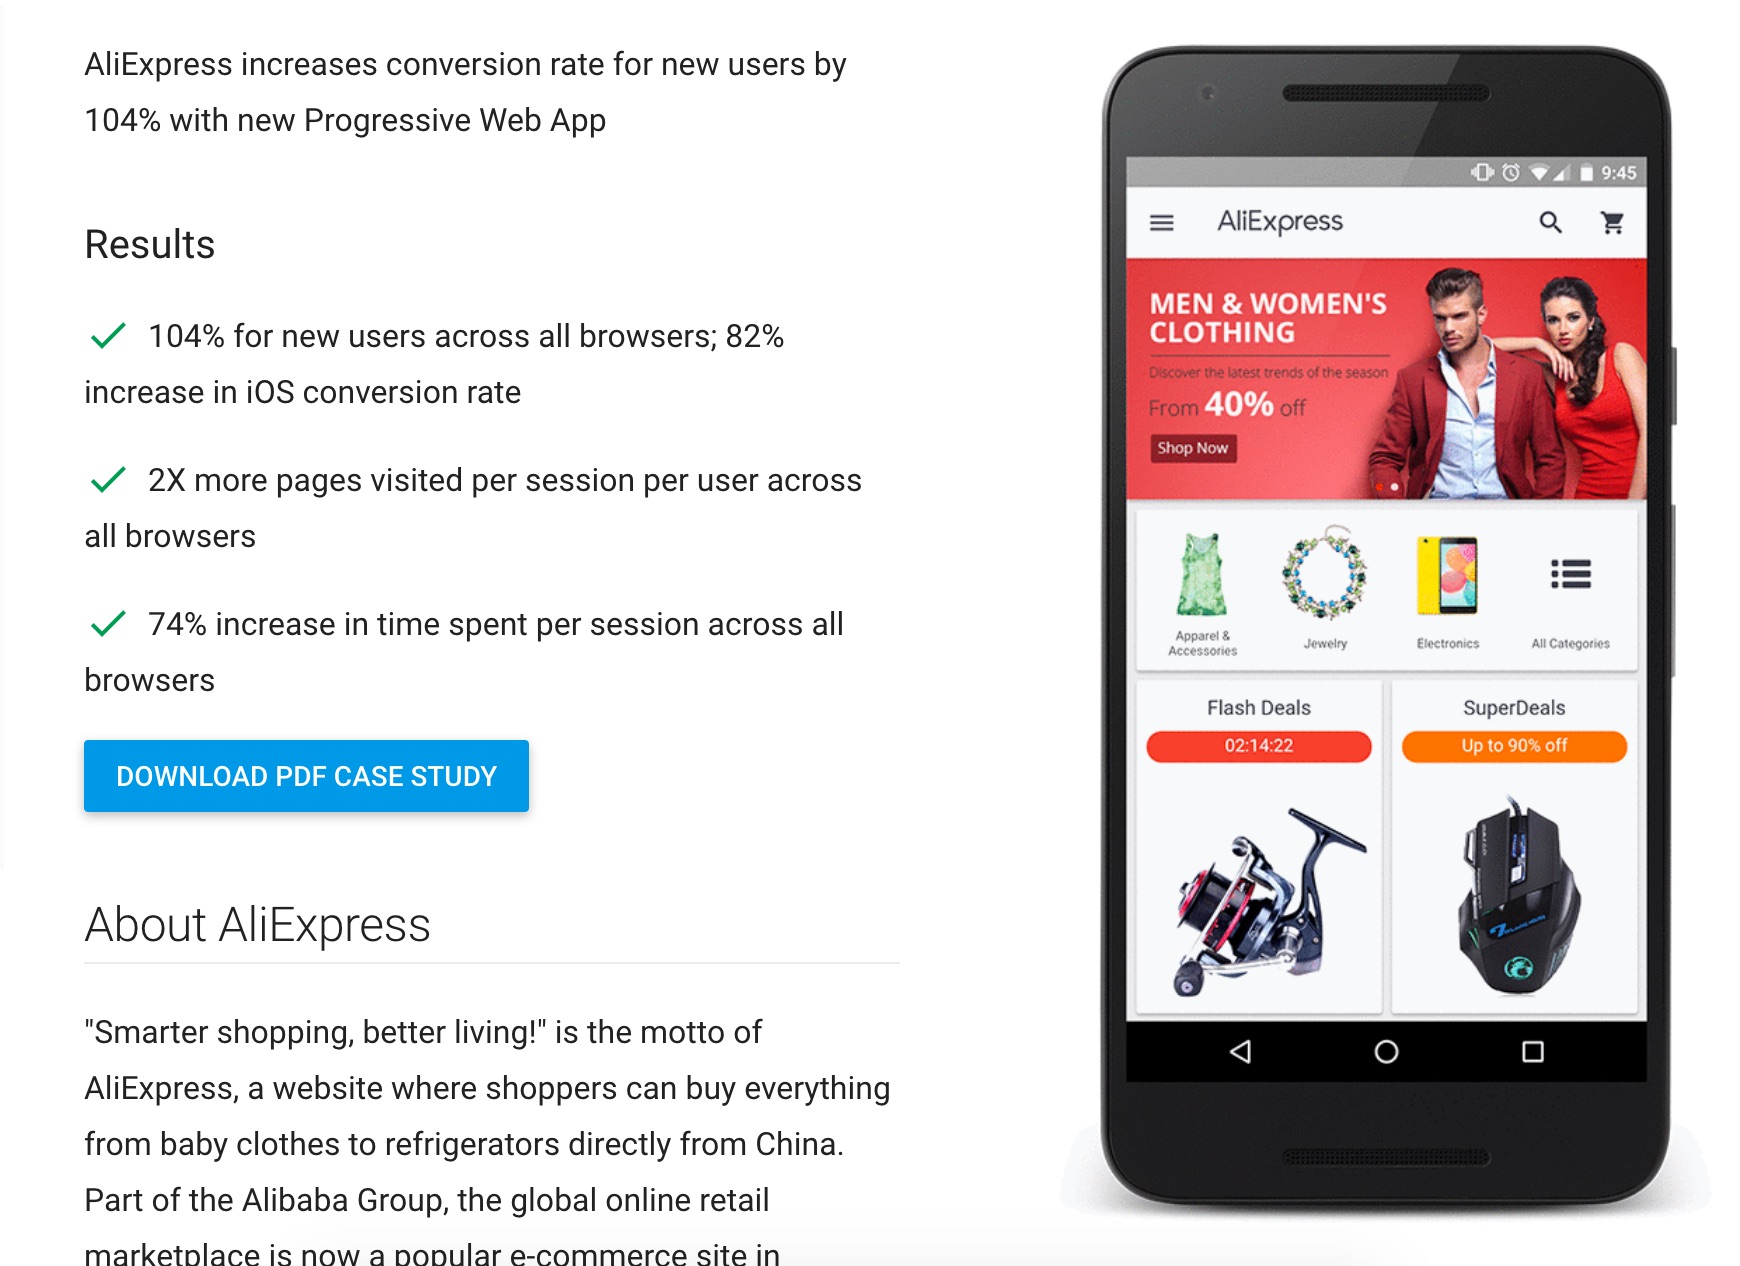 AliExpress increases conversion rate for new users by
104% with new Progressive Web App
Results
104% for new users across all browsers; 82%
increase in iOS conversion rate
2X more pages visited per session per user across
all browsers
74% increase in time spent per session across all
browsers
DOWNLOAD PDF CASE STUDY
About AliExpress
"Smarter shopping, better living!" is the motto of
AliExpress, a website where shoppers can buy everything
from baby clothes to refrigerators directly from China.
Part of the Alibaba Group, the global online retail
marketplace is now a popular e-commerce site in
9:45
AliExpress
MEN & WOMEN'S
CLOTHING
Discover the latest trends of the season
From 40% off
Shop Now
Apparel &
Accessories
Jewelry
Electronics
All Categories
Flash Deals
02:14:22
SuperDeals
Up to 90% off